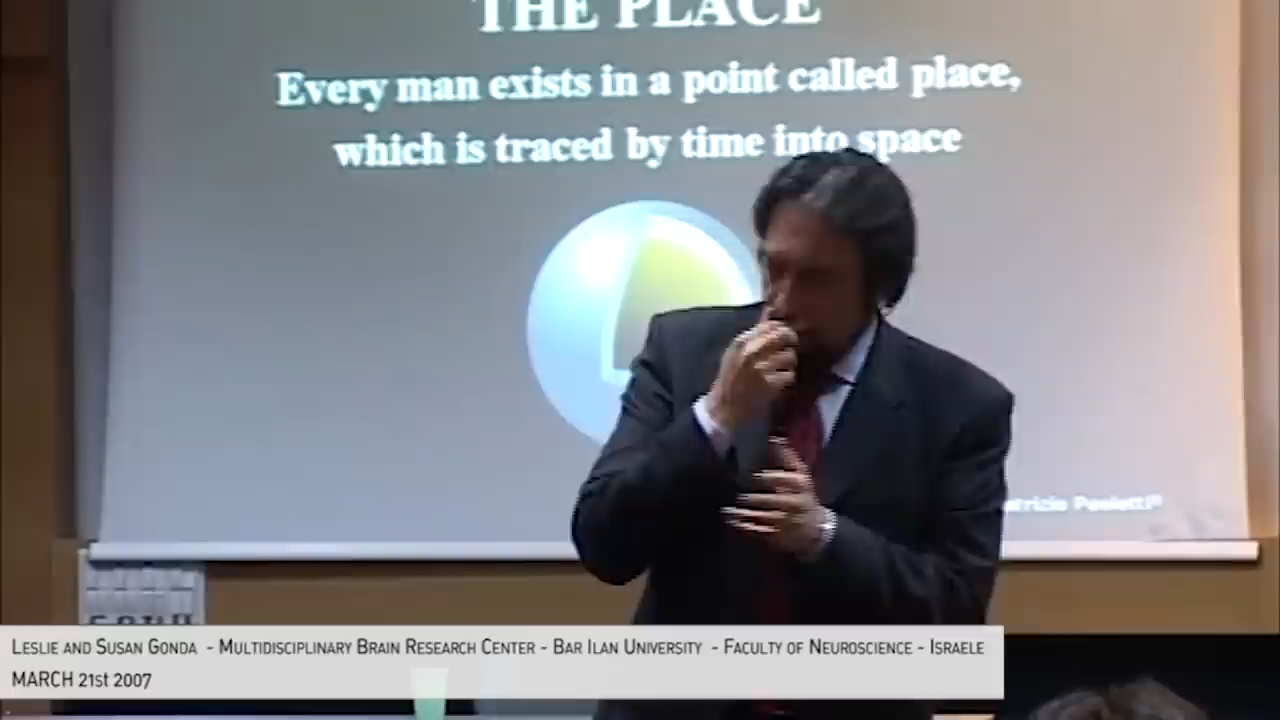 THE PLACE
Every man exists in a point called place,
which is traced by time into space
LESLIE AND SUSAN GONDA - MULTIDISCIPLINARY BRAIN RESEARCH CENTER - BAR ILAN UNIVERSITY - FACULTY OF NEUROSCIENCE - ISRAELE
MARCH 21st 2007